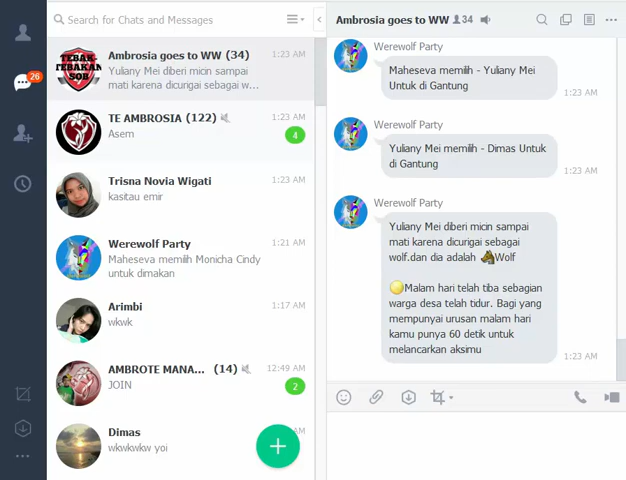 26
Search for Chats and Messages
TEBAK
TEBAKAN
SOB
Ambrosia goes to WW (34) 1:23 AM
Yuliany Mei diberi micin sampai
mati karena dicurigai sebagai w...
TE AMBROSIA (122) 1:23 AM
Asem 4
Trisna Novia Wigati 1:23 AM
kasitau emir
Werewolf Party 1:21 AM
Maheseva memilih Monicha Cindy
untuk dimakan
Arimbi 1:17 AM
wkwk
AMBROTE MANA... (14) 12:49 AM
JOIN 2
Dimas AM
wkwkwkw yoi
Ambrosia goes to WW 34
Werewolf Party
Maheseva memilih - Yuliany Mei
Untuk di Gantung
1:23 AM
Werewolf Party
Yuliany Mei memilih - Dimas Untuk
di Gantung
1:23 AM
Werewolf Party
Yuliany Mei diberi micin sampai
mati karena dicurigai sebagai
wolf.dan dia adalah Wolf
Malam hari telah tiba sebagian
warga desa telah tidur. Bagi yang
mempunyai urusan malam hari
kamu punya 60 detik untuk
melancarkan aksimu
1:23 AM